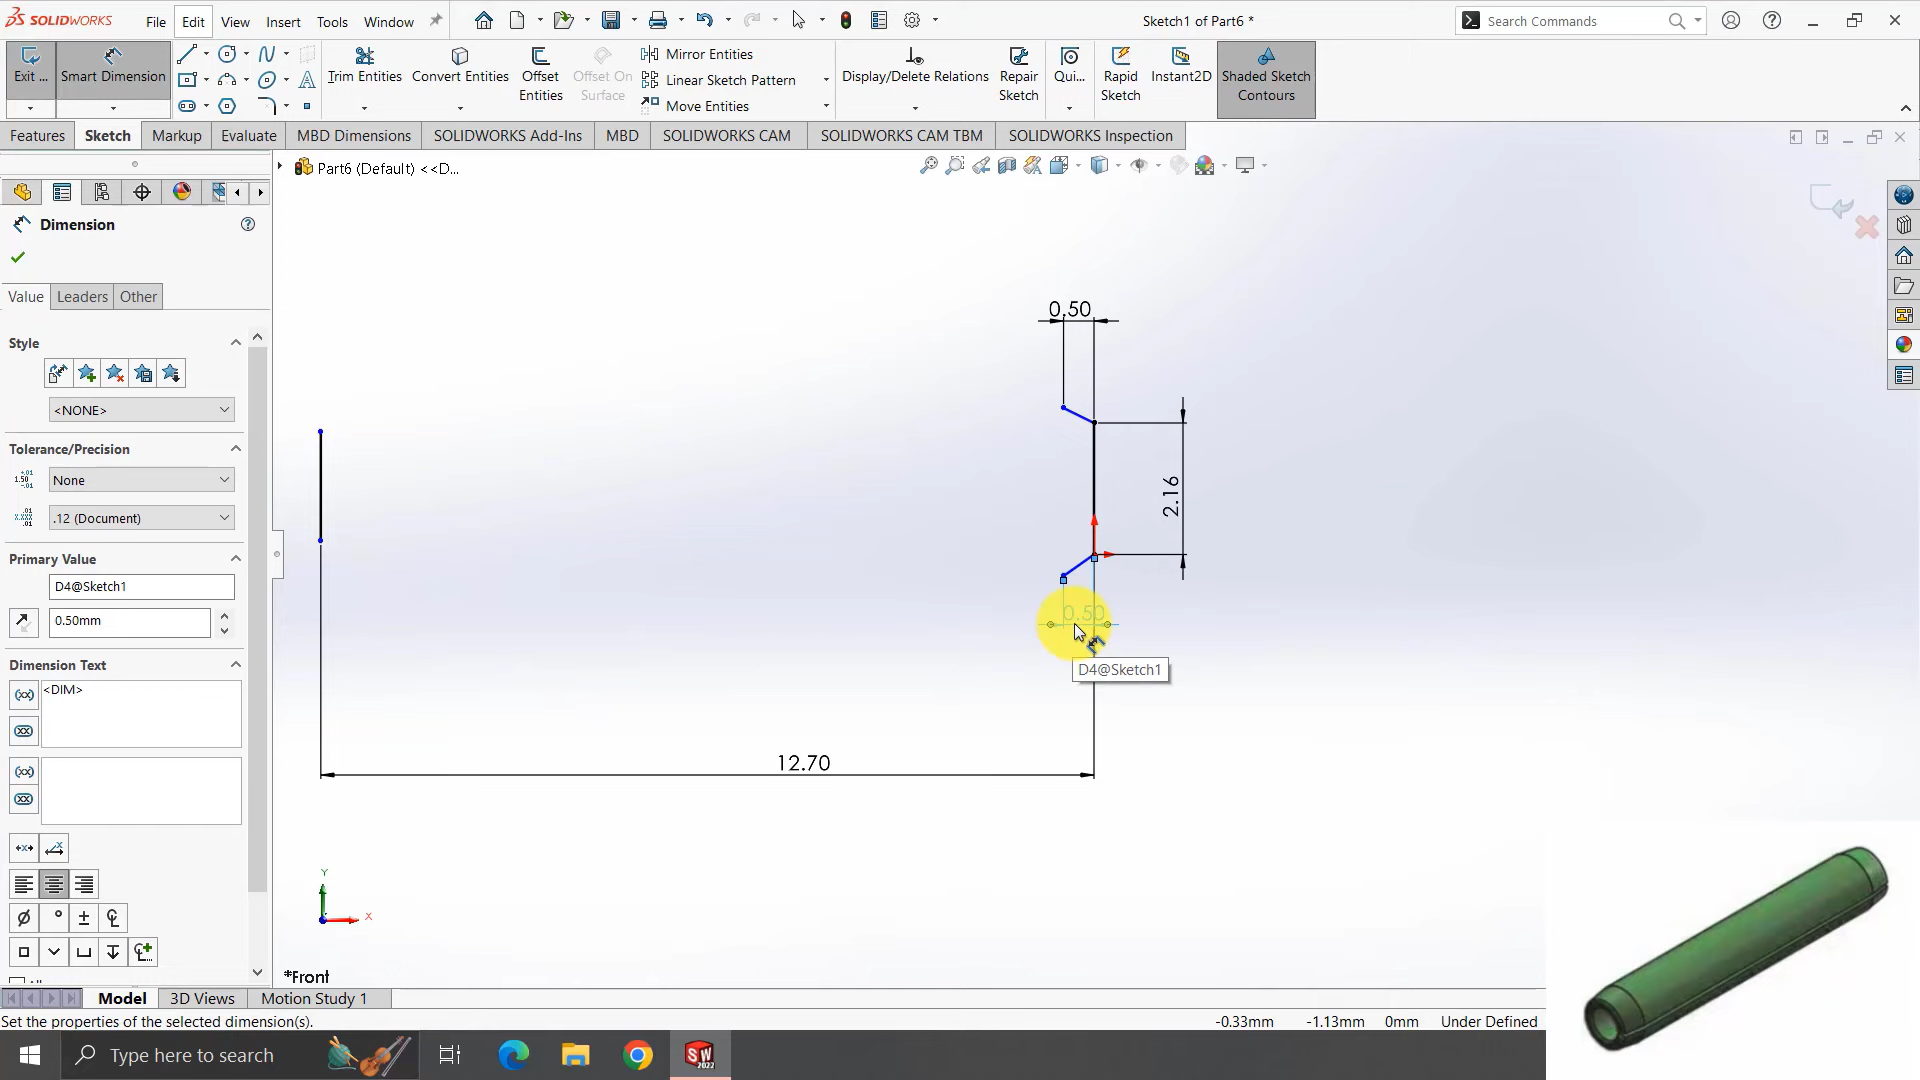 SOLIDWORKS File Edit View Insert Tools Window Sketch1 of Part6 * Search Commands
Exit ... Smart Dimension Trim Entities Convert Entities Offset Entities Offset On Surface Mirror Entities Display/Delete Relations Repair Sketch Qui... Rapid Sketch Instant2D Shaded Sketch Contours
Linear Sketch Pattern
Move Entities
Features Sketch Markup Evaluate MBD Dimensions SOLIDWORKS Add-Ins MBD SOLIDWORKS CAM SOLIDWORKS CAM TBM SOLIDWORKS Inspection
Part6 (Default) <<D...
Dimension
Value Leaders Other
Style
<NONE>
Tolerance/Precision
None
.12 (Document)
Primary Value
D4@Sketch1
0.50mm
Dimension Text
<DIM>
0.50
2.16
0.50
D4@Sketch1
12.70
Y
X
*Front
Model 3D Views Motion Study 1
Set the properties of the selected dimension(s). -0.33mm -1.13mm 0mm Under Defined
Type here to search
SW
2022